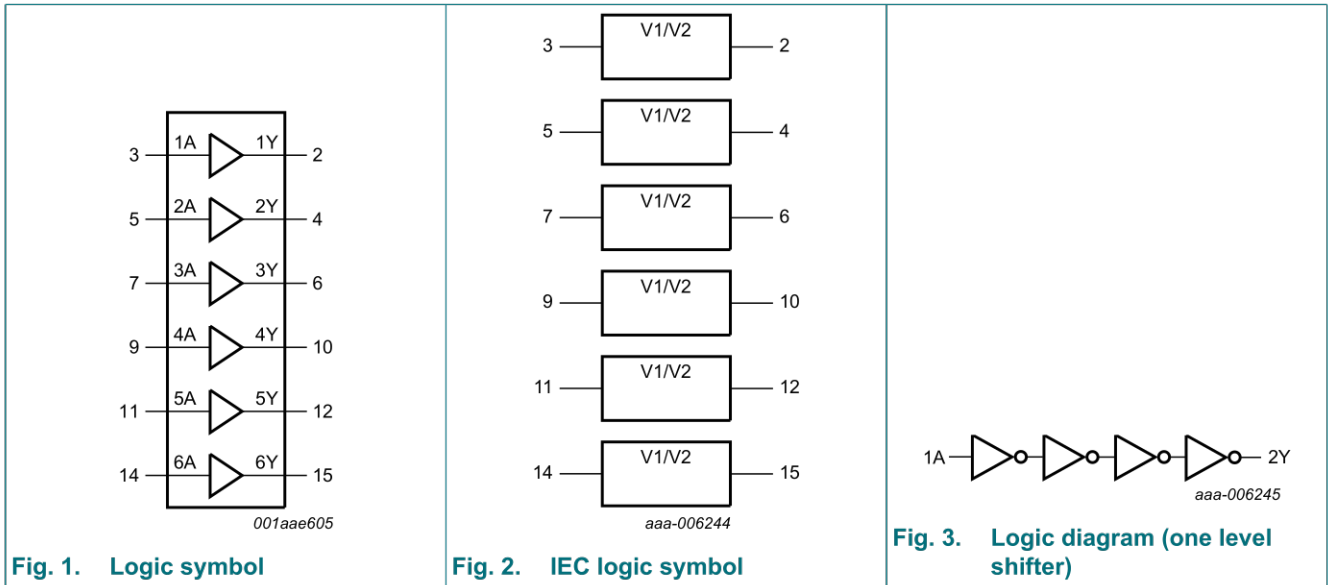 3 1A 1Y 2
5 2A 2Y 4
7 3A 3Y 6
9 4A 4Y 10
11 5A 5Y 12
14 6A 6Y 15
001aae605
Fig. 1. Logic symbol
V1/V2
3 2
V1/V2
5 4
V1/V2
7 6
V1/V2
9 10
V1/V2
11 12
V1/V2
14 15
aaa-006244
Fig. 2. IEC logic symbol
1A 2Y
aaa-006245
Fig. 3. Logic diagram (one level
shifter)